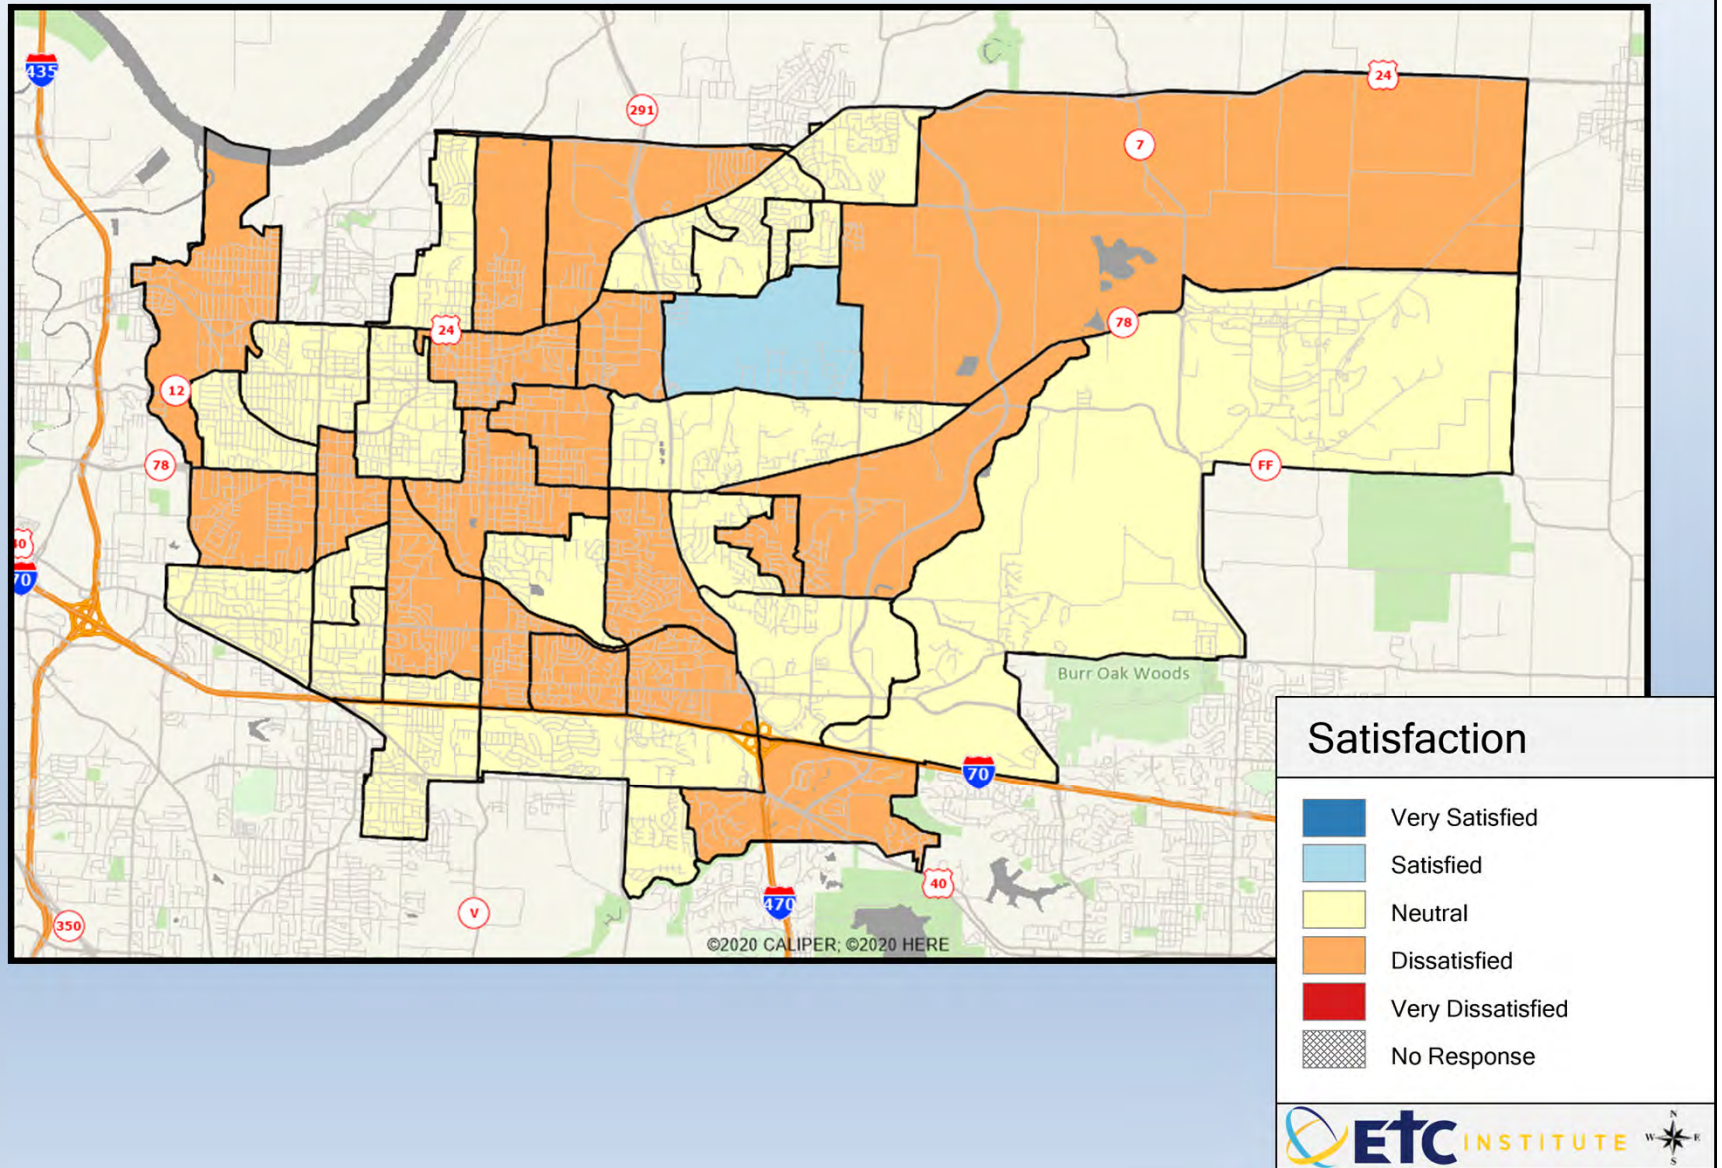 435
24
291
7
24
78
12
78
FF
40
70
Burr Oak Woods
70
40
470
V
350
©2020 CALIPER; ©2020 HERE
Satisfaction
Very Satisfied
Satisfied
Neutral
Dissatisfied
Very Dissatisfied
No Response
ETC INSTITUTE
N
W E
S